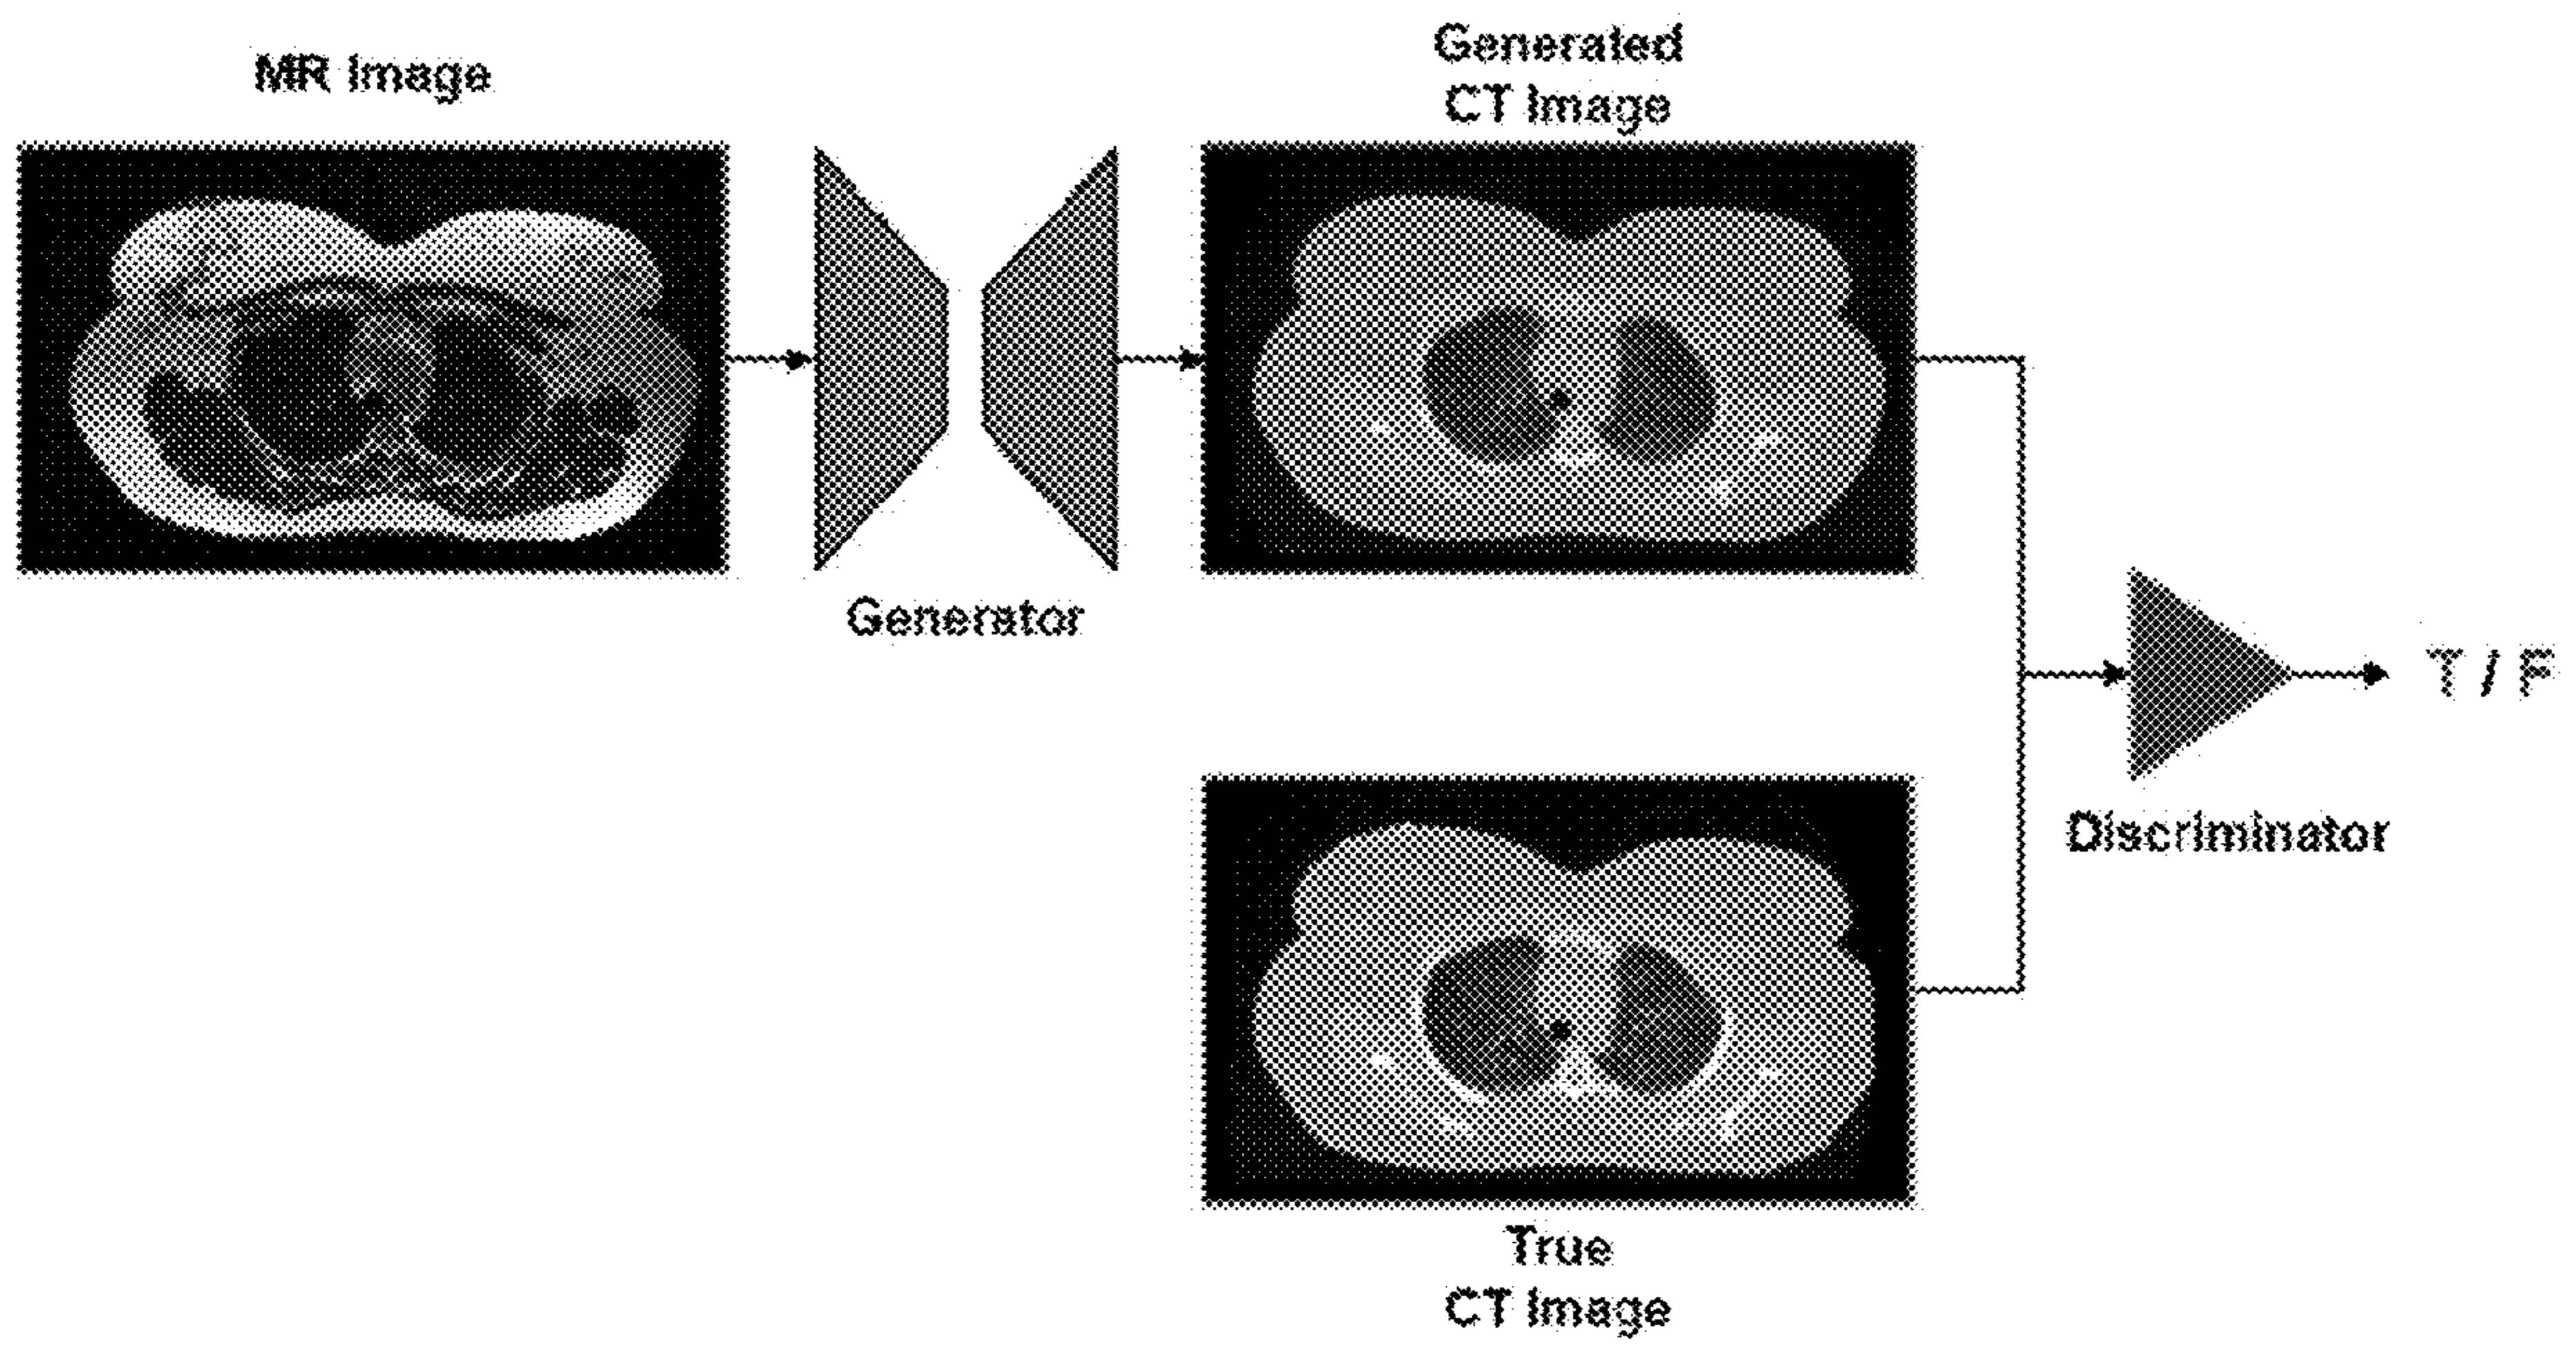 MR Image
Generated
CT Image
Generator
T / F
Discriminator
True
CT Image